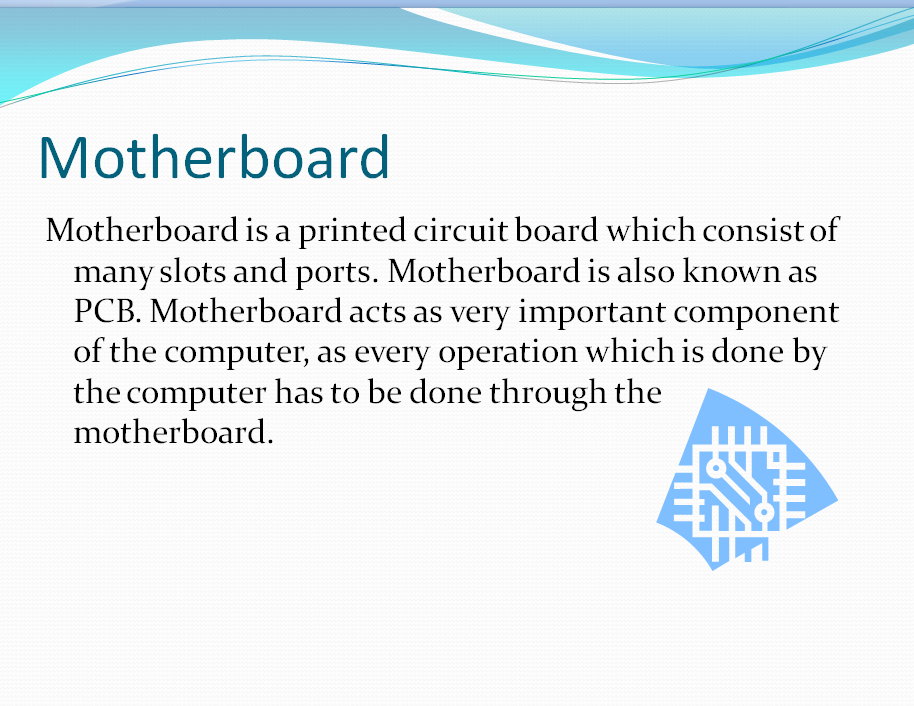 Motherboard
Motherboard is a printed circuit board which consist of
many slots and ports. Motherboard is also known as
PCB. Motherboard acts as very important component
of the computer, as every operation which is done by
the computer has to be done through the
motherboard.